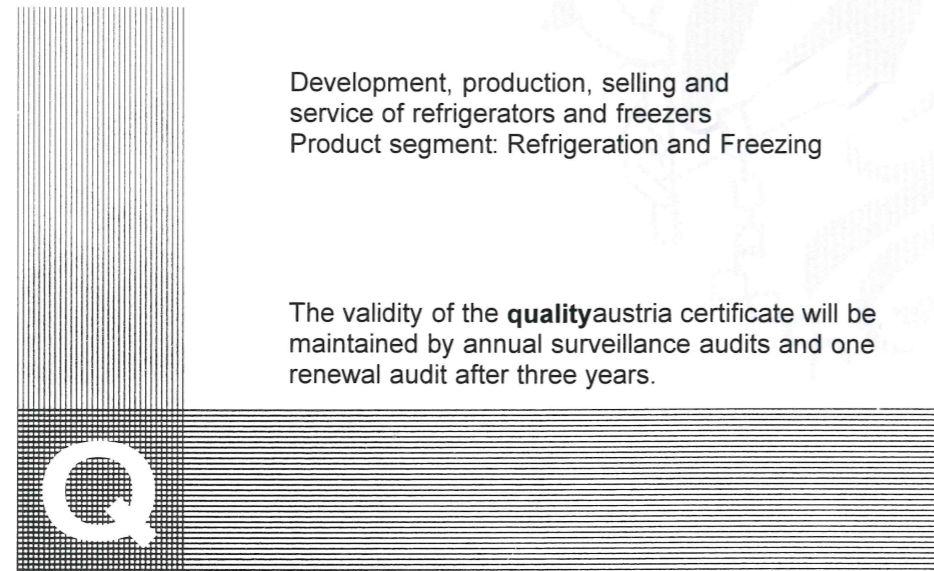 Development, production, selling and
service of refrigerators and freezers
Product segment: Refrigeration and Freezing
The validity of the qualityaustria certificate will be
maintained by annual surveillance audits and one
renewal audit after three years.
Q